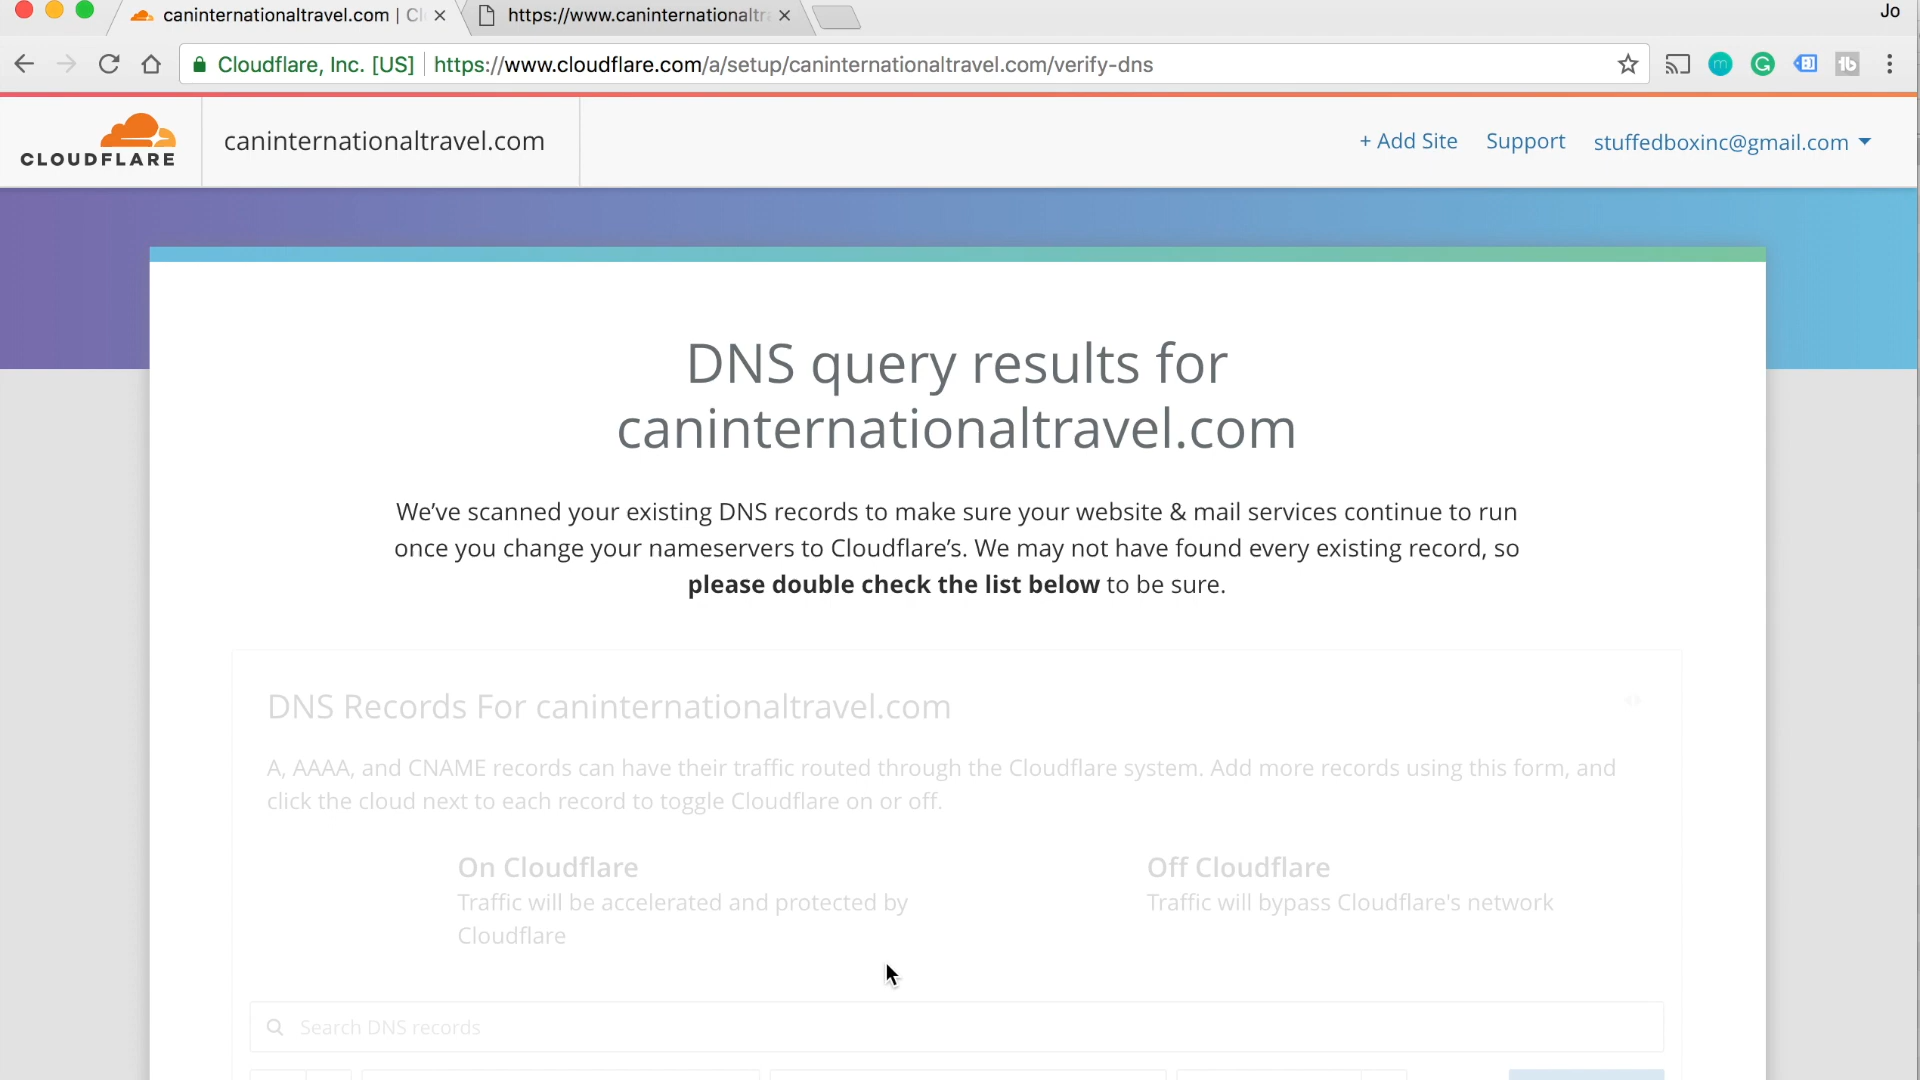 caninternationaltravel.com | Cl
https://www.caninternationaltr
Jo
Cloudflare, Inc. [US] https://www.cloudflare.com/a/setup/caninternationaltravel.com/verify-dns
CLOUDFLARE
caninternationaltravel.com
+ Add Site Support stuffedboxinc@gmail.com
DNS query results for
caninternationaltravel.com
We've scanned your existing DNS records to make sure your website & mail services continue to run
once you change your nameservers to Cloudflare's. We may not have found every existing record, so
please double check the list below to be sure.
DNS Records For caninternationaltravel.com
A, AAAA, and CNAME records can have their traffic routed through the Cloudflare system. Add more records using this form, and
click the cloud next to each record to toggle Cloudflare on or off.
On Cloudflare
Traffic will be accelerated and protected by
Cloudflare
Off Cloudflare
Traffic will bypass Cloudflare's network
Search DNS records